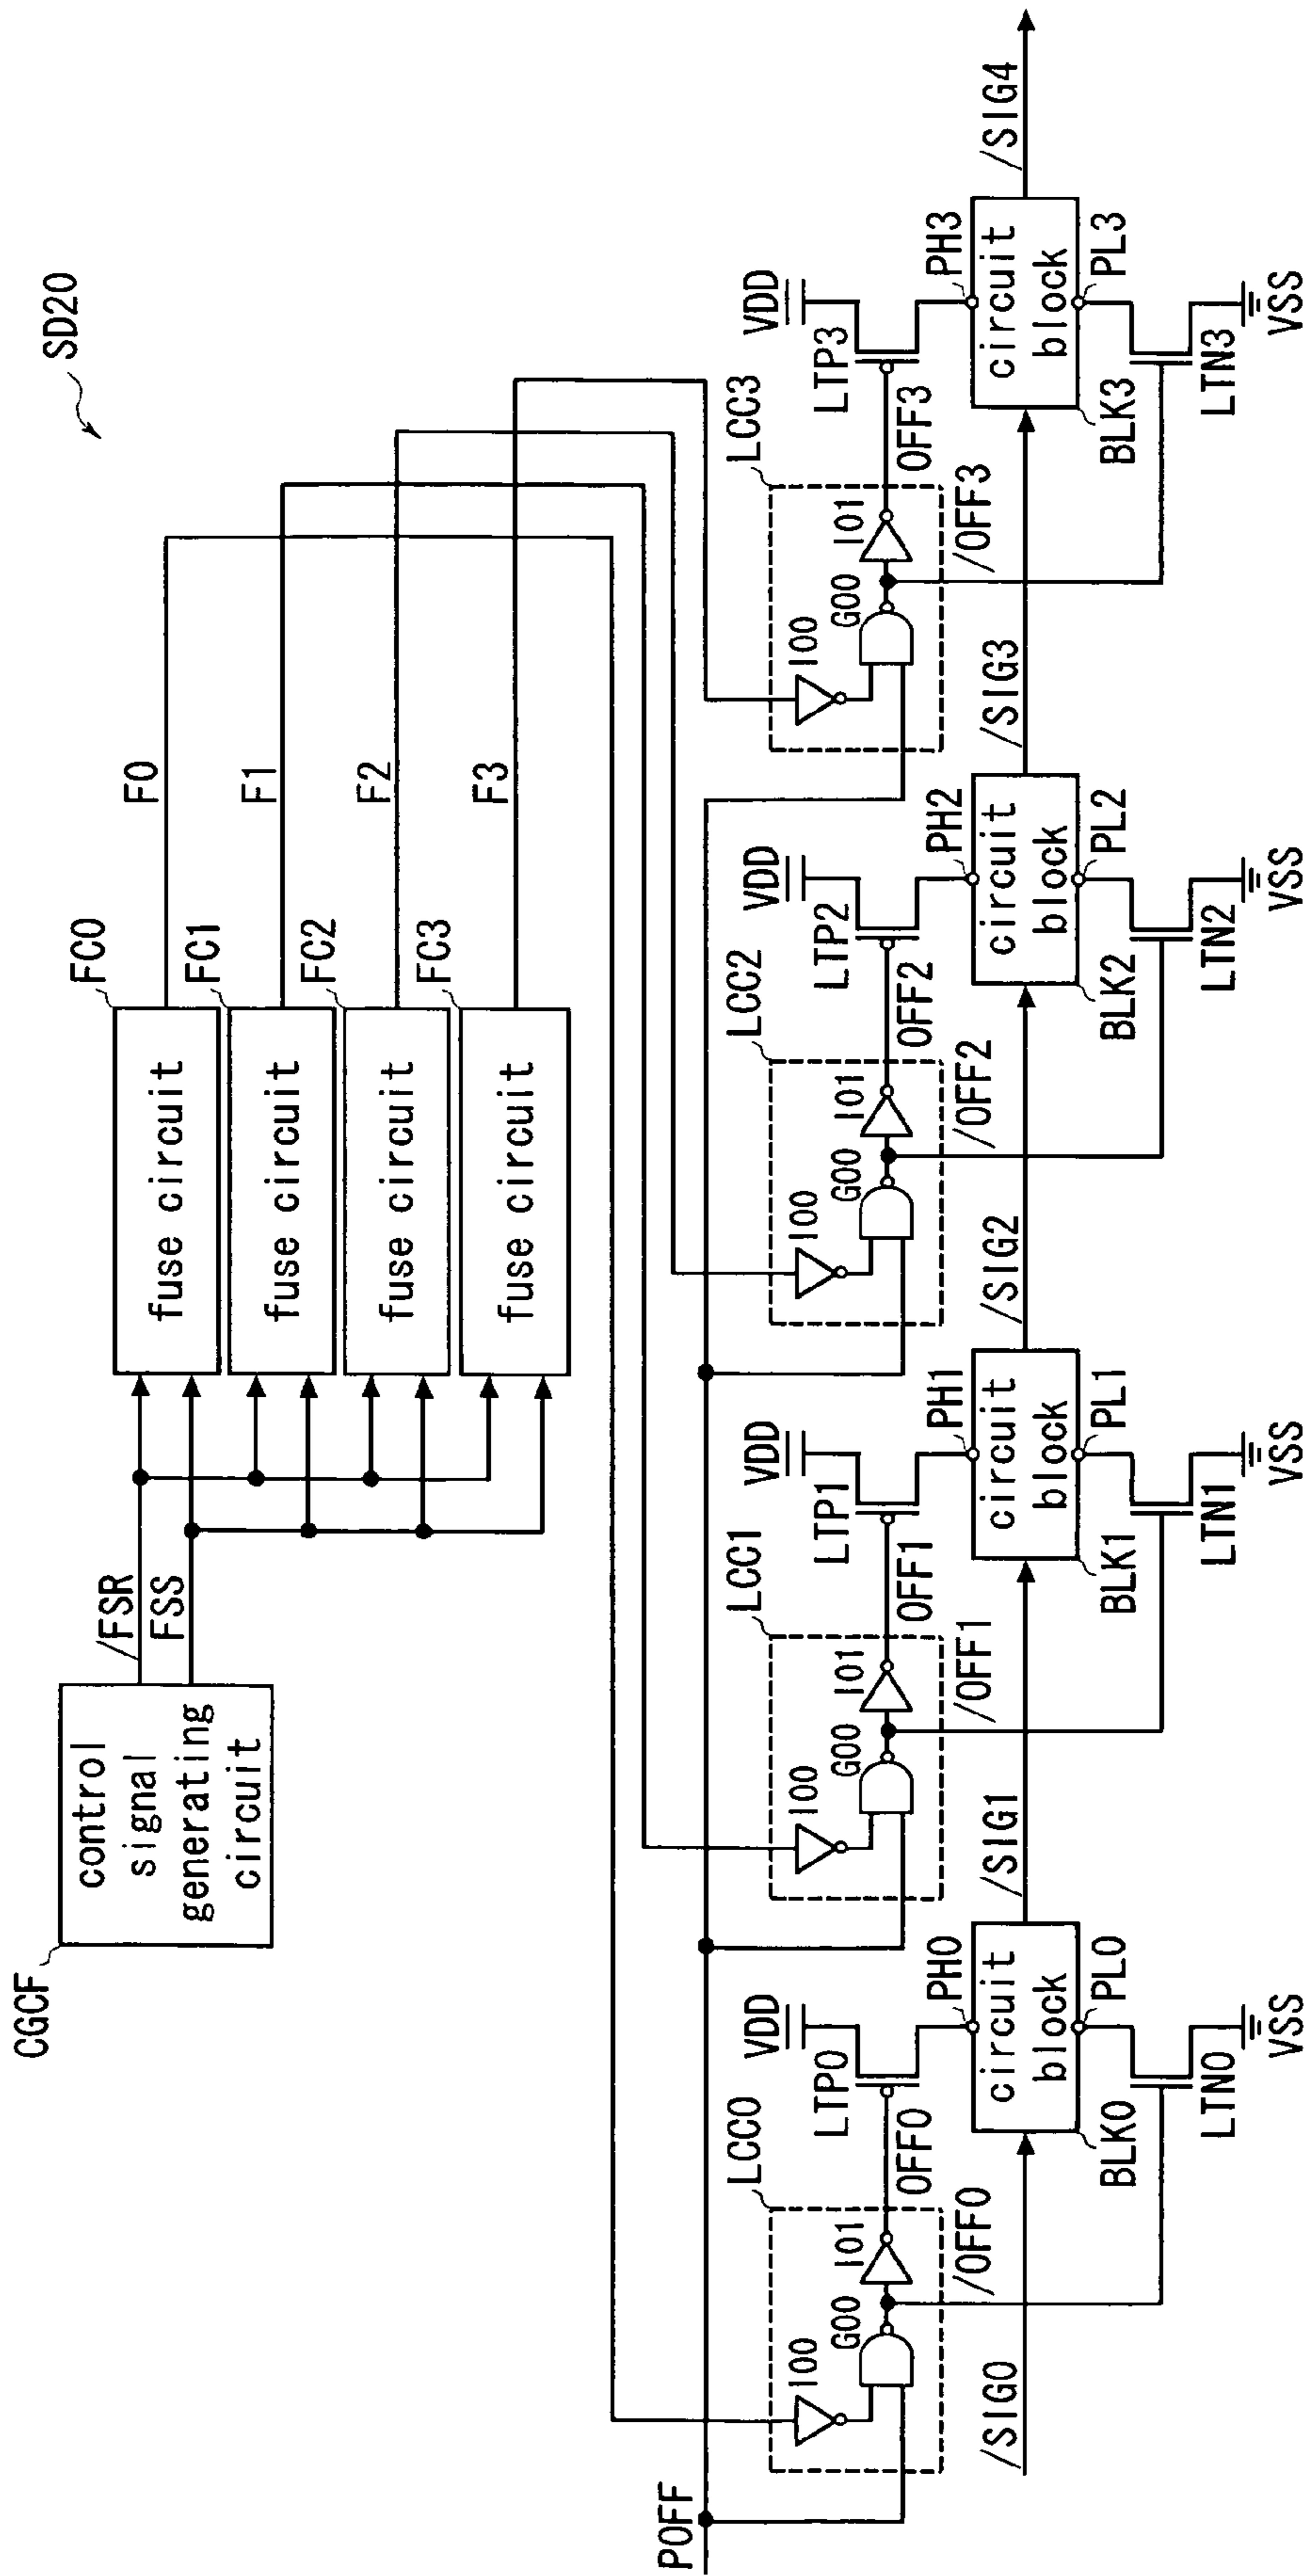 SD20
CGCF
control
signal
generating
circuit
/FSR
FSS
FC0
fuse circuit
F0
FC1
fuse circuit
F1
FC2
fuse circuit
F2
FC3
fuse circuit
F3
POFF
LCC0
I00
G00
I01
/OFF0
OFF0
VDD
LTP0
PH0
/SIG0
circuit
block
BLK0
PL0
LTN0
VSS
/SIG1
LCC1
I00
G00
I01
/OFF1
OFF1
VDD
LTP1
PH1
circuit
block
BLK1
PL1
LTN1
VSS
/SIG2
LCC2
I00
G00
I01
/OFF2
OFF2
VDD
LTP2
PH2
circuit
block
BLK2
PL2
LTN2
VSS
/SIG3
LCC3
I00
G00
I01
/OFF3
OFF3
VDD
LTP3
PH3
circuit
block
BLK3
PL3
LTN3
VSS
/SIG4